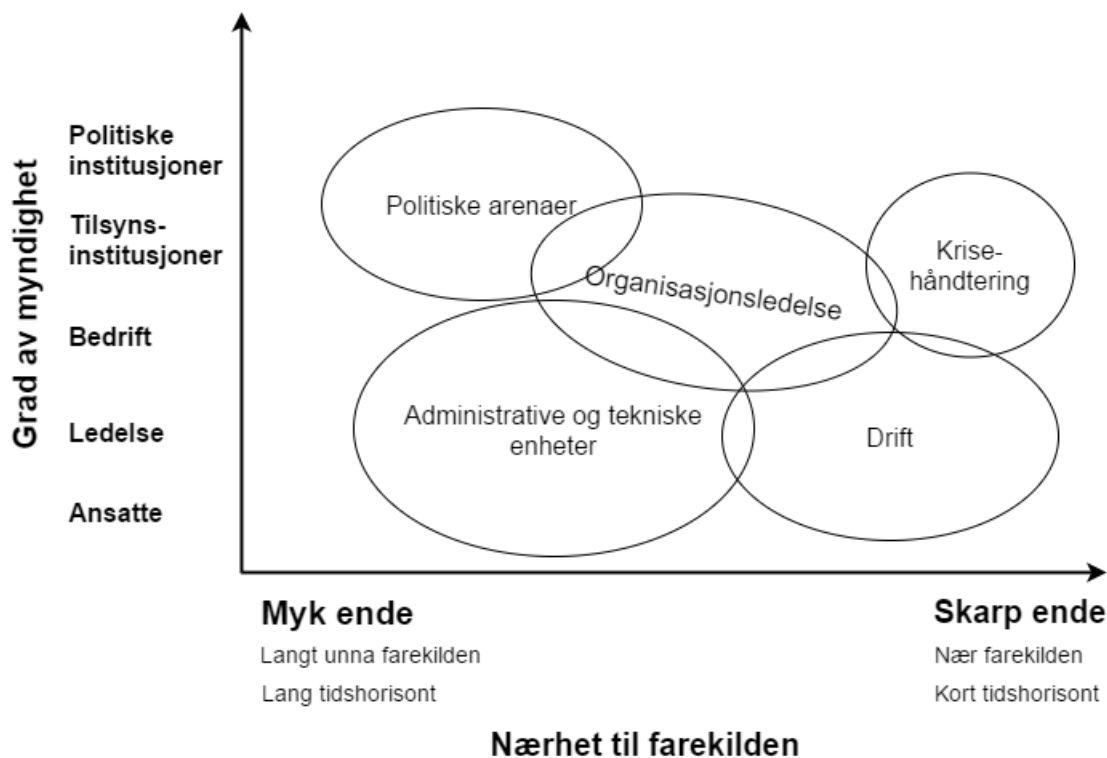 Grad av myndighet
Politiske
institusjoner
Tilsyns-
institusjoner
Bedrift
Ledelse
Ansatte
Politiske arenaer
Organisasjonsledelse
Krise-
håndtering
Administrative og tekniske
enheter
Drift
Myk ende
Langt unna farekilden
Lang tidshorisont
Skarp ende
Nær farekilden
Kort tidshorisont
Nærhet til farekilden